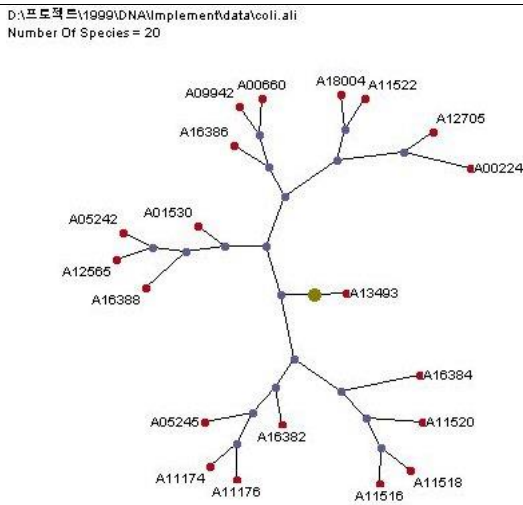 D:\프로젝트\1999\DNA\Implement\data\coli.ali
Number Of Species = 20
A09942
A00660
A18004
A11522
A16386
A12705
A00224
A05242
A01530
A12565
A16388
A13493
A16384
A05245
A16382
A11520
A11174
A11176
A11518
A11516